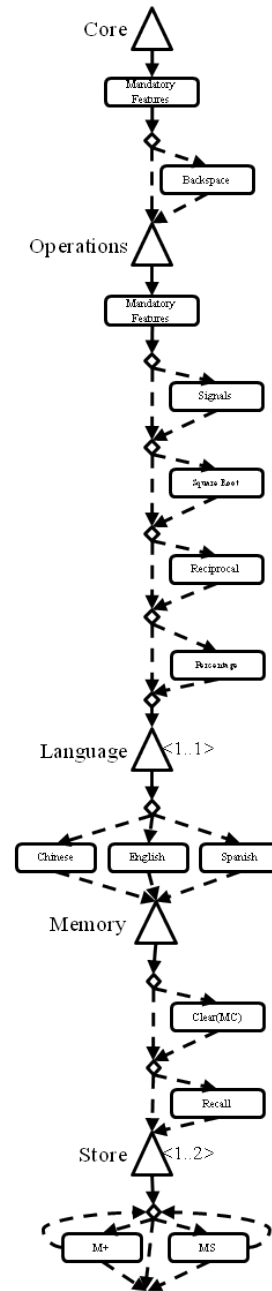 Core
Mandatory
Features
Backspace
Operations
Mandatory
Features
Signals
Square Root
Reciprocal
Percentage
Language <1..1>
Chinese English Spanish
Memory
Clear(MC)
Recall
Store <1..2>
M+ MS